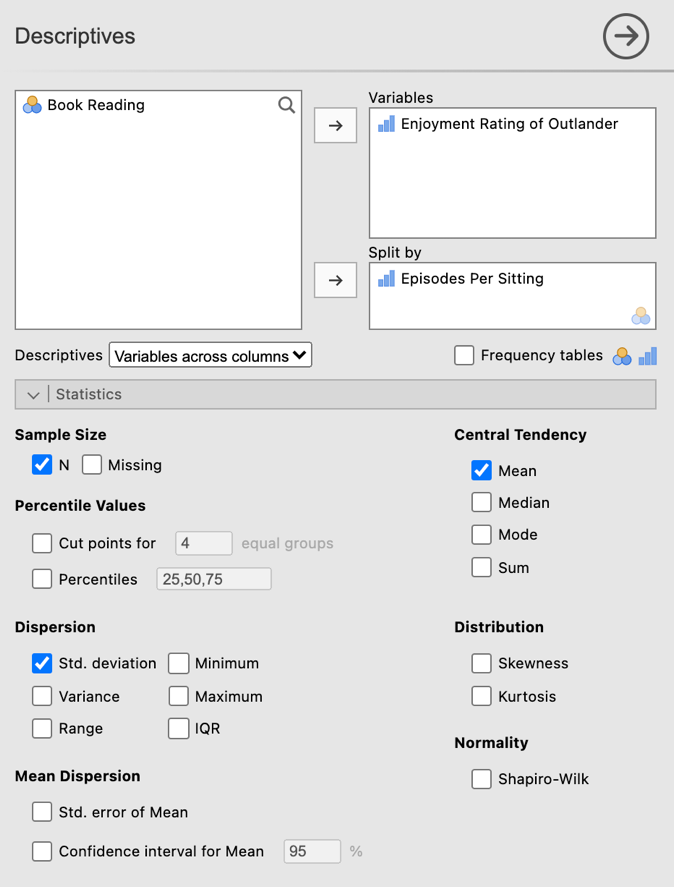 Descriptives
Book Reading
Variables
Enjoyment Rating of Outlander
Split by
Episodes Per Sitting
Descriptives Variables across columns Frequency tables
Statistics
Sample Size
N Missing
Percentile Values
Cut points for 4 equal groups
Percentiles 25,50,75
Central Tendency
Mean
Median
Mode
Sum
Dispersion
Std. deviation Minimum
Variance Maximum
Range IQR
Distribution
Skewness
Kurtosis
Mean Dispersion
Std. error of Mean
Confidence interval for Mean 95 %
Normality
Shapiro-Wilk